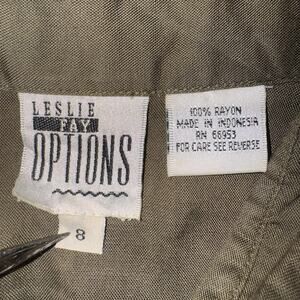 LESLIE
FAY
OPTIONS
8
100% RAYON
MADE IN INDONESIA
RN 66953
FOR CARE SEE REVERSE